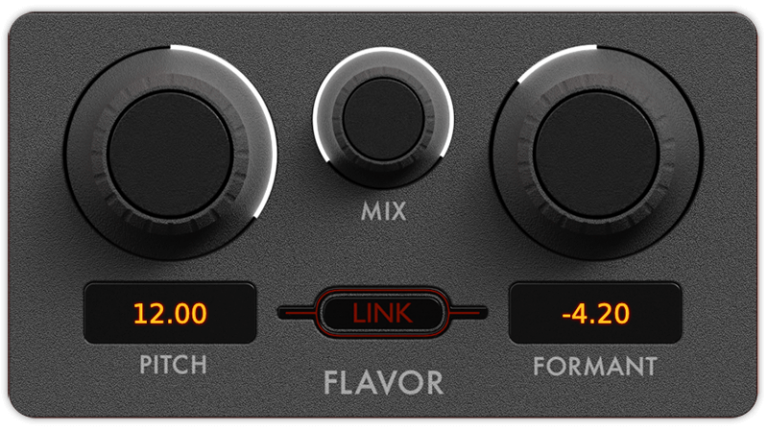 MIX
12.00
LINK
-4.20
PITCH
FLAVOR
FORMANT